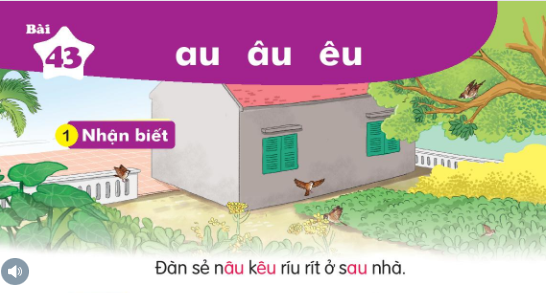 Bài
43
au âu êu
1 Nhận biết
Đàn sẻ nâu kêu ríu rít ở sau nhà.